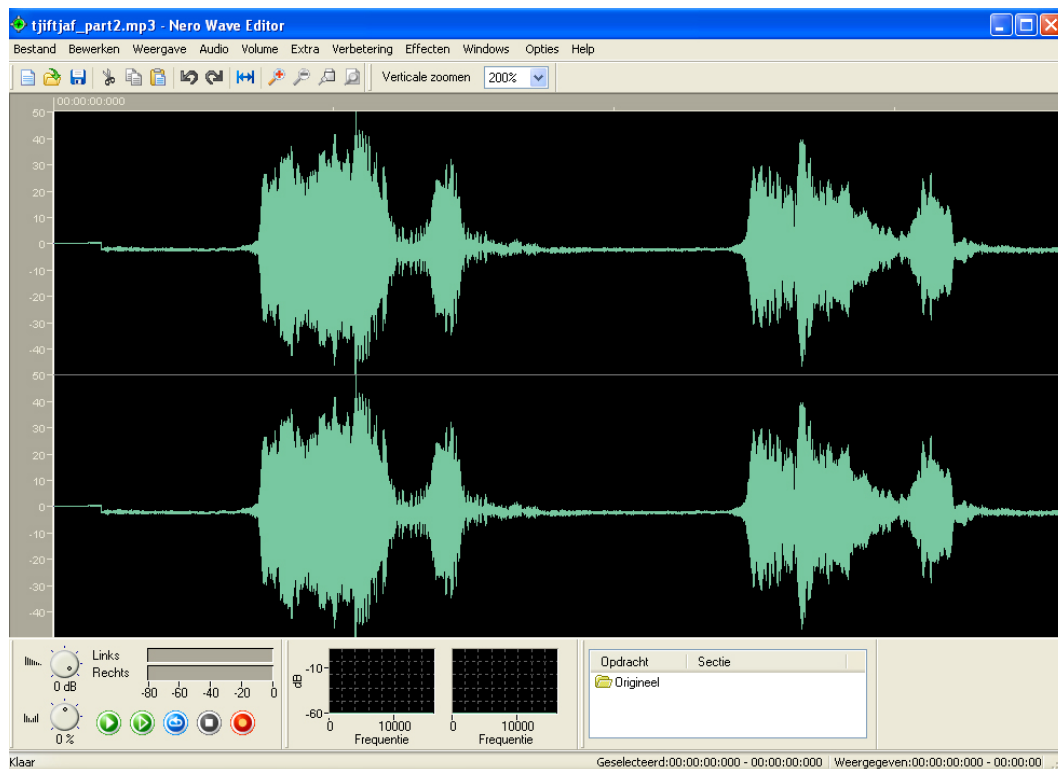 tjiftjaf_part2.mp3 - Nero Wave Editor
Bestand Bewerken Weergave Audio Volume Extra Verbetering Effecten Windows Opties Help
Verticale zoomen 200%
00:00:00:000
50
40
30
20
10
0
-10
-20
-30
-40
50
40
30
20
10
0
-10
-20
-30
-40
Links
Rechts
0 dB
-80 -60 -40 -20 0
0 %
dB
-10
-60
0 10000
Frequentie
0 10000
Frequentie
Opdracht Sectie
Origineel
Klaar
Geselecteerd:00:00:00:000 - 00:00:00:000 Weergegeven:00:00:00:000 - 00:00:00